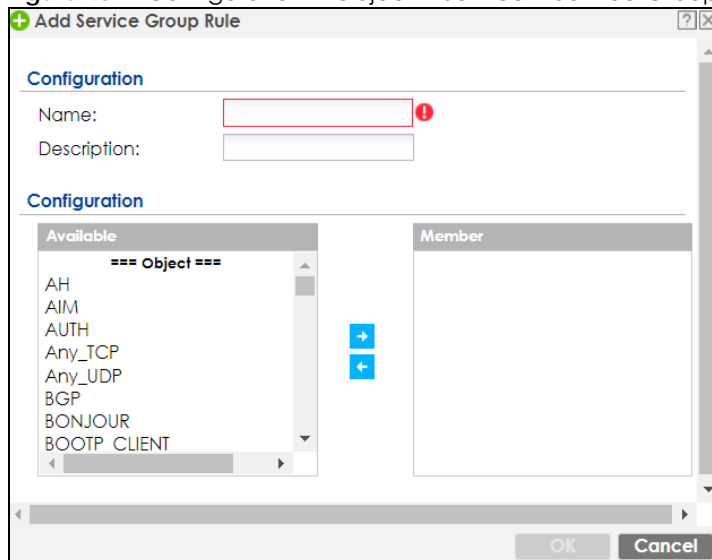 Add Service Group Rule
Configuration
Name:
Description:
Configuration
Available
Member
=== Object ===
AH
AIM
AUTH
Any_TCP
Any_UDP
BGP
BONJOUR
BOOTP_CLIENT
OK
Cancel